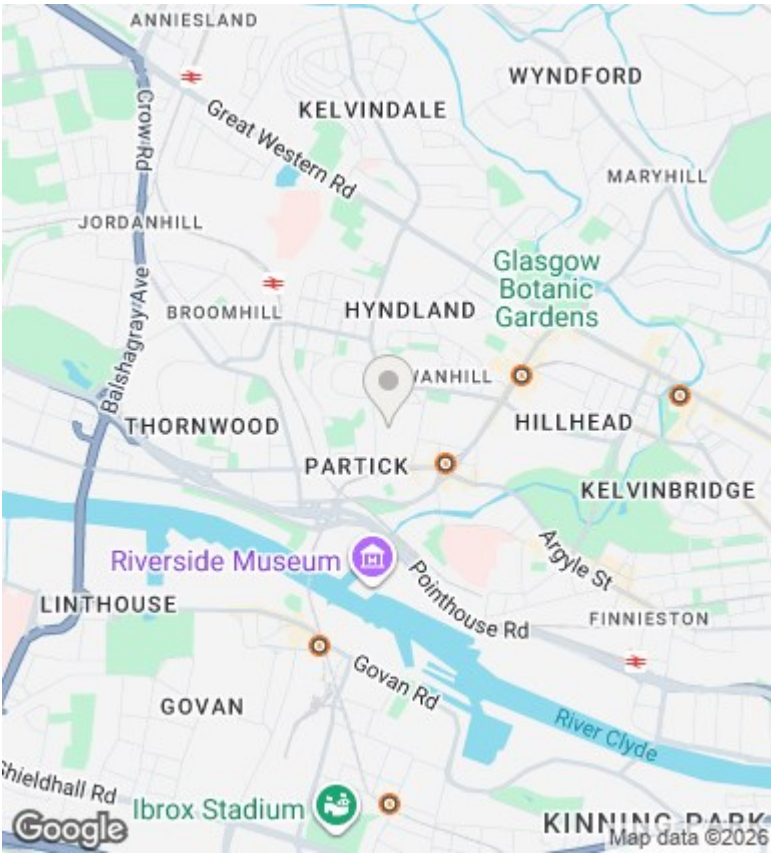 ANNIESLAND
WYNDFORD
Crow Rd
KELVINDALE
Great Western Rd
MARYHILL
JORDANHILL
Glasgow
Botanic
Gardens
Balshagray Ave
BROOMHILL
HYNDLAND
VANHILL
THORNWOOD
HILLHEAD
PARTICK
KELVINBRIDGE
Riverside Museum
Argyle St
Pointhouse Rd
LINTHOUSE
FINNIESTON
GOVAN
Govan Rd
River Clyde
Shieldhall Rd
Ibrox Stadium
KINNING PARK
Google
Map data ©2026